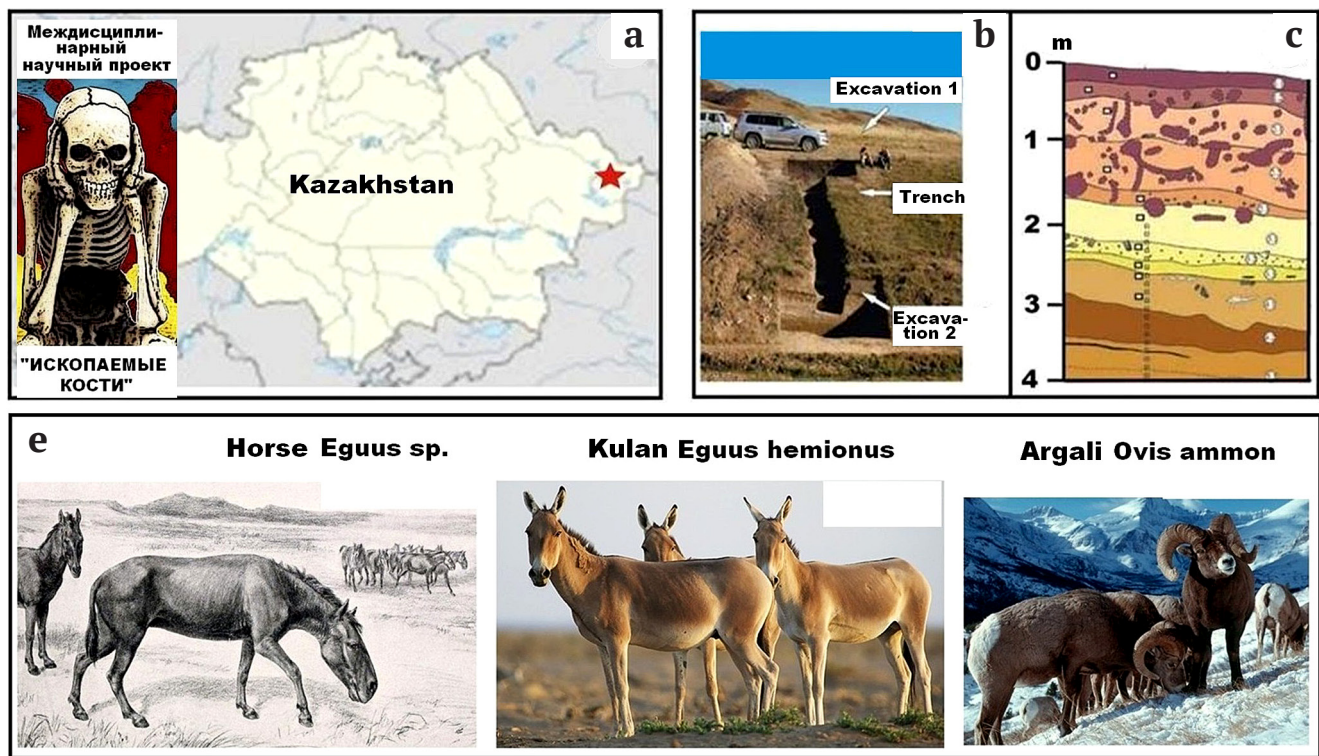 Междисципли-
нарный
научный проект
"ИСКОПАЕМЫЕ
КОСТИ"
a
Kazakhstan
b
Excavation 1
Trench
Excava-
tion 2
c
m
0
1
2
3
4
e
Horse Eguus sp.
Kulan Eguus hemionus
Argali Ovis ammon